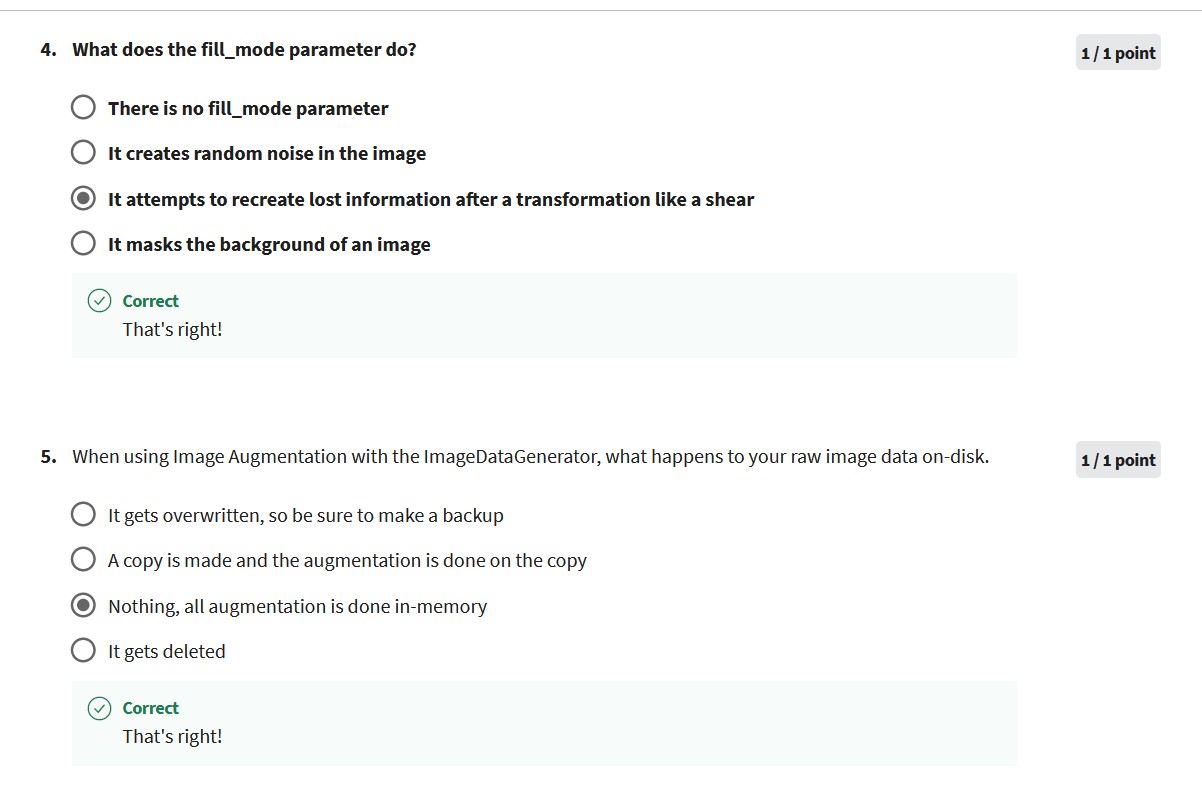 4. What does the fill_mode parameter do?
1 / 1 point
There is no fill_mode parameter
It creates random noise in the image
It attempts to recreate lost information after a transformation like a shear
It masks the background of an image
Correct
That's right!
5. When using Image Augmentation with the ImageDataGenerator, what happens to your raw image data on-disk.
1 / 1 point
It gets overwritten, so be sure to make a backup
A copy is made and the augmentation is done on the copy
Nothing, all augmentation is done in-memory
It gets deleted
Correct
That's right!